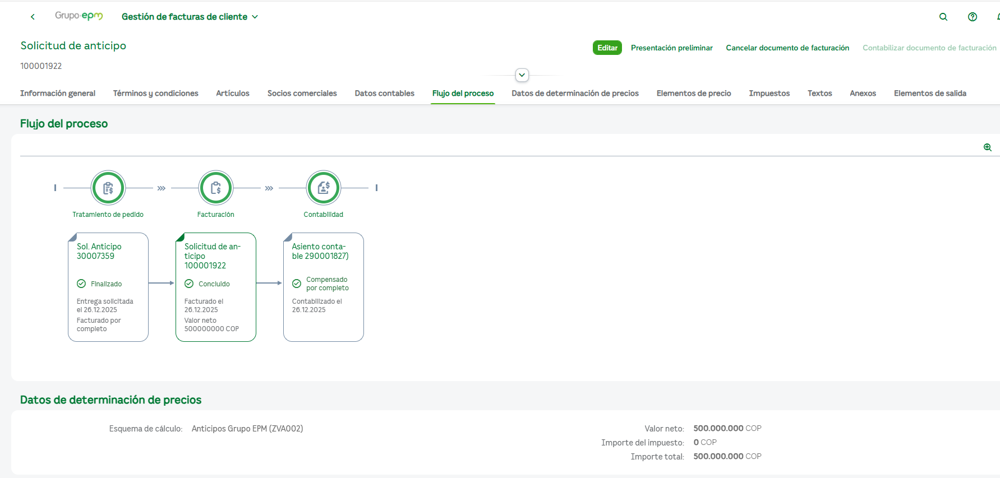 Grupo·epm
Gestión de facturas de cliente
Solicitud de anticipo
Editar
Presentación preliminar
Cancelar documento de facturación
Contabilizar documento de facturación
100001922
Información general
Términos y condiciones
Artículos
Socios comerciales
Datos contables
Flujo del proceso
Datos de determinación de precios
Elementos de precio
Impuestos
Textos
Anexos
Elementos de salida
Flujo del proceso
Tratamiento de pedido
Facturación
Contabilidad
Sol. Anticipo
30007359
Finalizado
Entrega solicitada
el 26.12.2025
Facturado por
completo
Solicitud de an-
ticipo
100001922
Concluido
Facturado el
26.12.2025
Valor neto
500000000 COP
Asiento conta-
ble 290001827)
Compensado
por completo
Contabilizado el
26.12.2025
Datos de determinación de precios
Esquema de cálculo: Anticipos Grupo EPM (ZVA002)
Valor neto: 500.000.000 COP
Importe del impuesto: 0 COP
Importe total: 500.000.000 COP